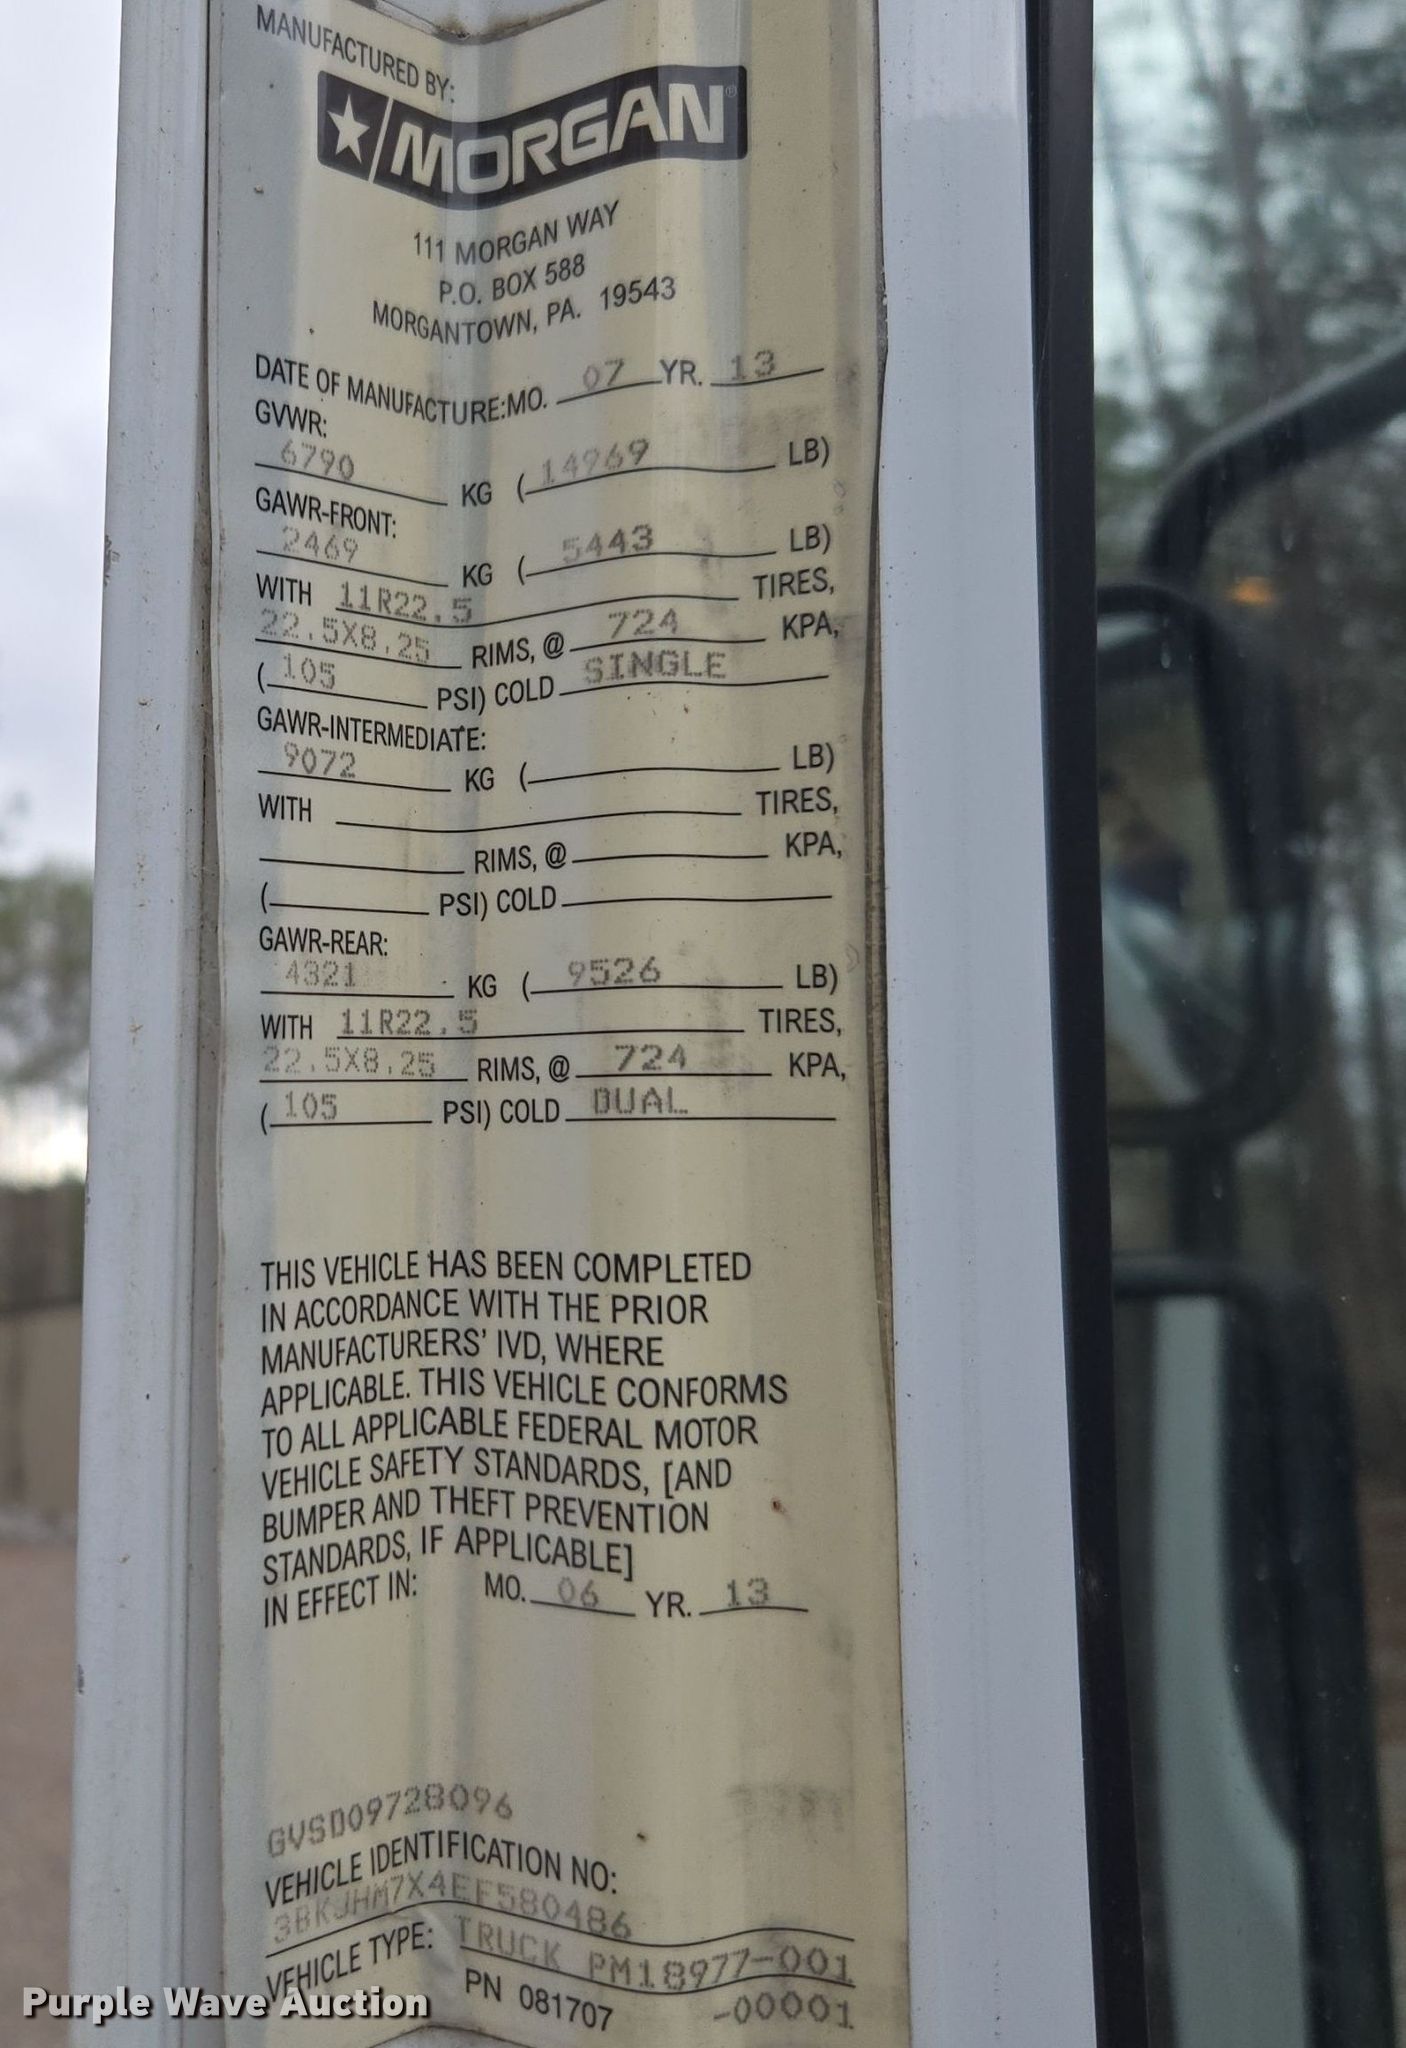 MANUFACTURED BY:
MORGAN®
111 MORGAN WAY
P.O. BOX 588
MORGANTOWN, PA. 19543
DATE OF MANUFACTURE:MO. 07 YR. 13
GVWR:
6790 KG (14969 LB)
GAWR-FRONT:
2469 KG (5443 LB)
WITH 11R22.5 TIRES,
22.5X8.25 RIMS, @ 724 KPA,
(105 PSI) COLD SINGLE
GAWR-INTERMEDIATE:
9072 KG ( LB)
WITH TIRES,
RIMS, @ KPA,
( PSI) COLD
GAWR-REAR:
4321 KG (9526 LB)
WITH 11R22.5 TIRES,
22.5X8.25 RIMS, @ 724 KPA,
(105 PSI) COLD DUAL
THIS VEHICLE HAS BEEN COMPLETED
IN ACCORDANCE WITH THE PRIOR
MANUFACTURERS' IVD, WHERE
APPLICABLE. THIS VEHICLE CONFORMS
TO ALL APPLICABLE FEDERAL MOTOR
VEHICLE SAFETY STANDARDS, [AND
BUMPER AND THEFT PREVENTION
STANDARDS, IF APPLICABLE]
IN EFFECT IN: MO. 06 YR. 13
GVSD09728096
VEHICLE IDENTIFICATION NO:
3BKJHM7X4EF580486
VEHICLE TYPE: TRUCK PM18977-001
PN 081707 -00001
Purple Wave Auction